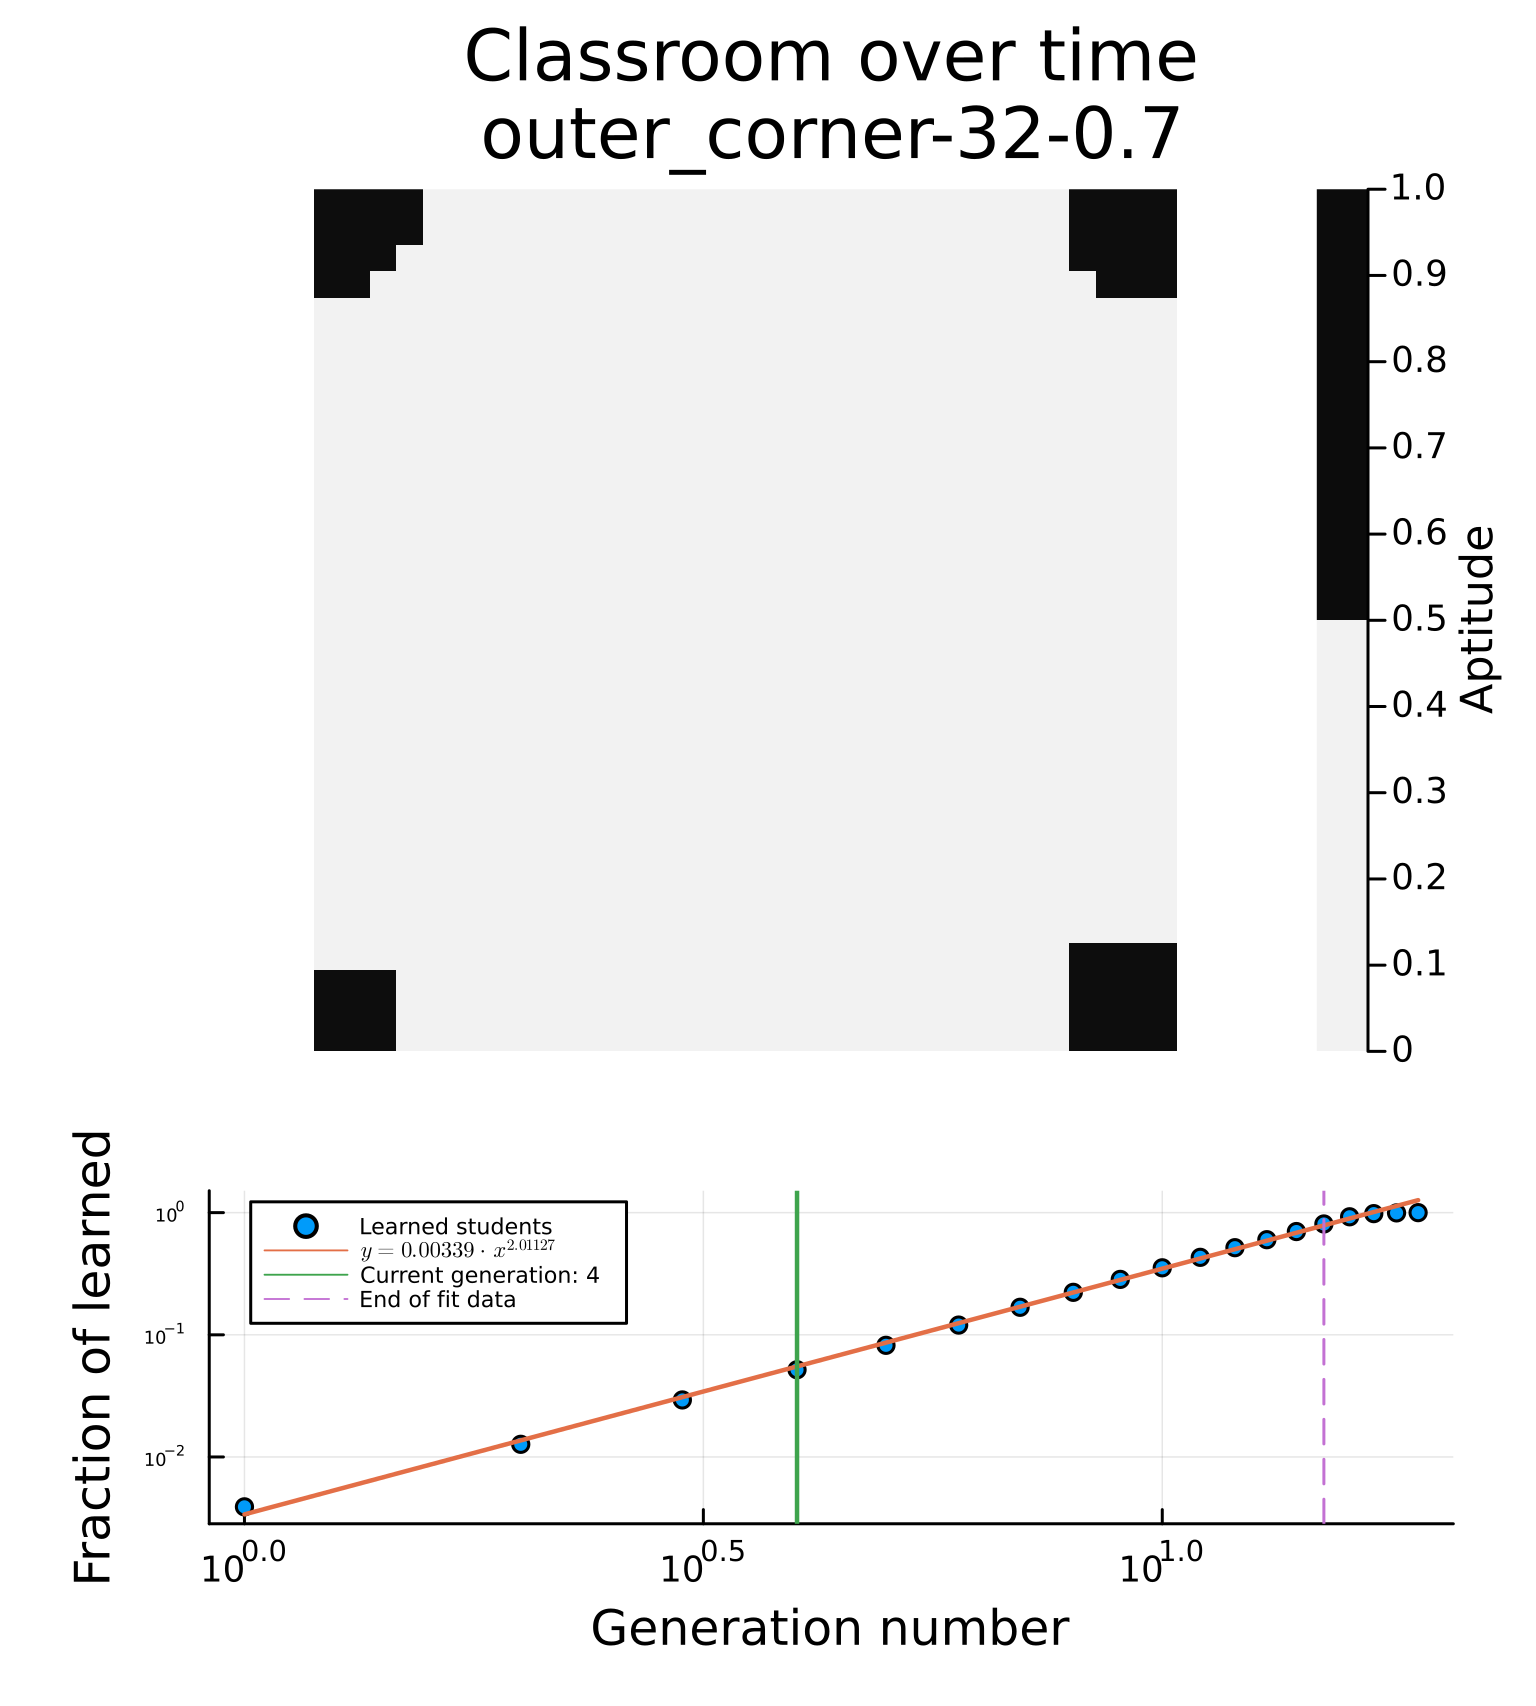 Classroom over time
outer_corner-32-0.7
1.0
0.9
0.8
0.7
0.6
0.5
0.4
0.3
0.2
0.1
0
Aptitude
Fraction of learned
10^0
10^-1
10^-2
Learned students
y = 0.00339 · x^2.01127
Current generation: 4
End of fit data
10^0.0
10^0.5
10^1.0
Generation number